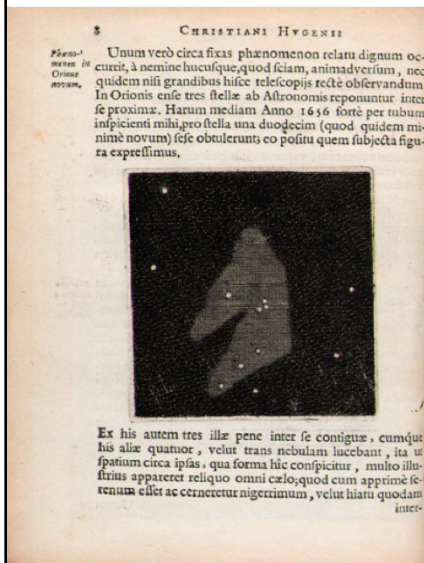 8 CHRISTIANI HVGENII
Phæno-
menon in
Orione
novum.
Unum verò circa fixas phænomenon relatu dignum oc-
currit, à nemine hucusque, quod sciam, animadversum, nec
quidem nisi grandibus hisce telescopijs rectè observandum.
In Orionis ense tres stellæ ab Astronomis reponuntur inter
se proximæ. Harum mediam Anno 1656 fortè per tubum
inspicienti mihi, pro stella una duodecim (quod quidem mi-
nimè novum) sese obtulerunt; eo positu quem subjecta figu-
ra expressimus.
Ex his autem tres illæ pene inter se contiguæ, cumque
his aliæ quatuor, velut trans nebulam lucebant, ita ut
spatium circa ipsas, qua forma hîc conspicitur, multo illu-
strius appareret reliquo omni cælo; quod cum apprimè se-
renum esset ac cerneretur nigerrimum, velut hiatu quodam
inter-